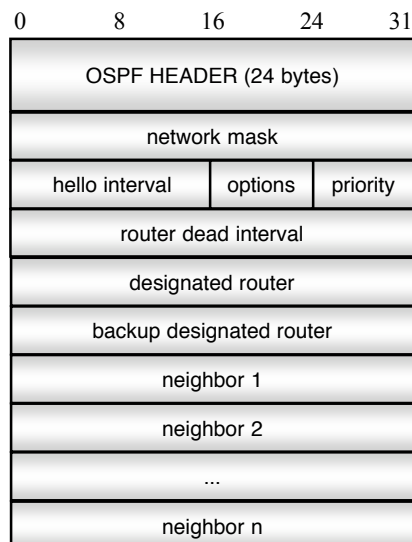 0 8 16 24 31
OSPF HEADER (24 bytes)
network mask
hello interval options priority
router dead interval
designated router
backup designated router
neighbor 1
neighbor 2
...
neighbor n